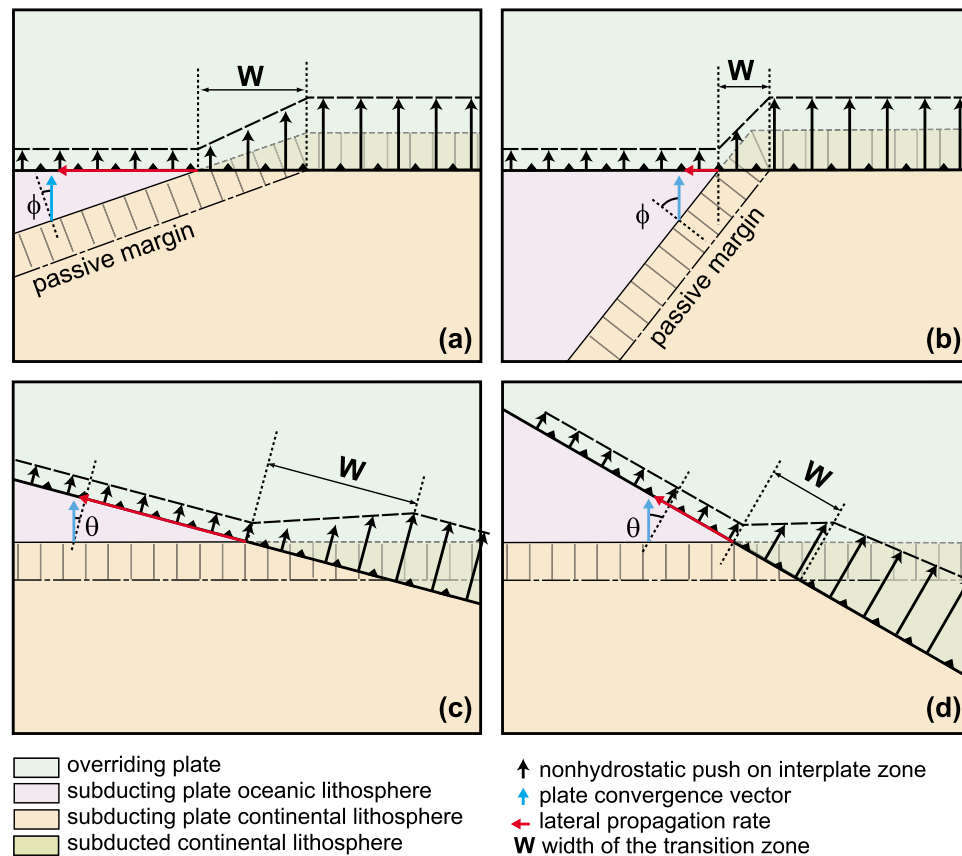 W
W
ϕ
ϕ
passive margin
passive margin
(a)
(b)
W
W
θ
θ
(c)
(d)
overriding plate
subducting plate oceanic lithosphere
subducting plate continental lithosphere
subducted continental lithosphere
nonhydrostatic push on interplate zone
plate convergence vector
lateral propagation rate
W width of the transition zone